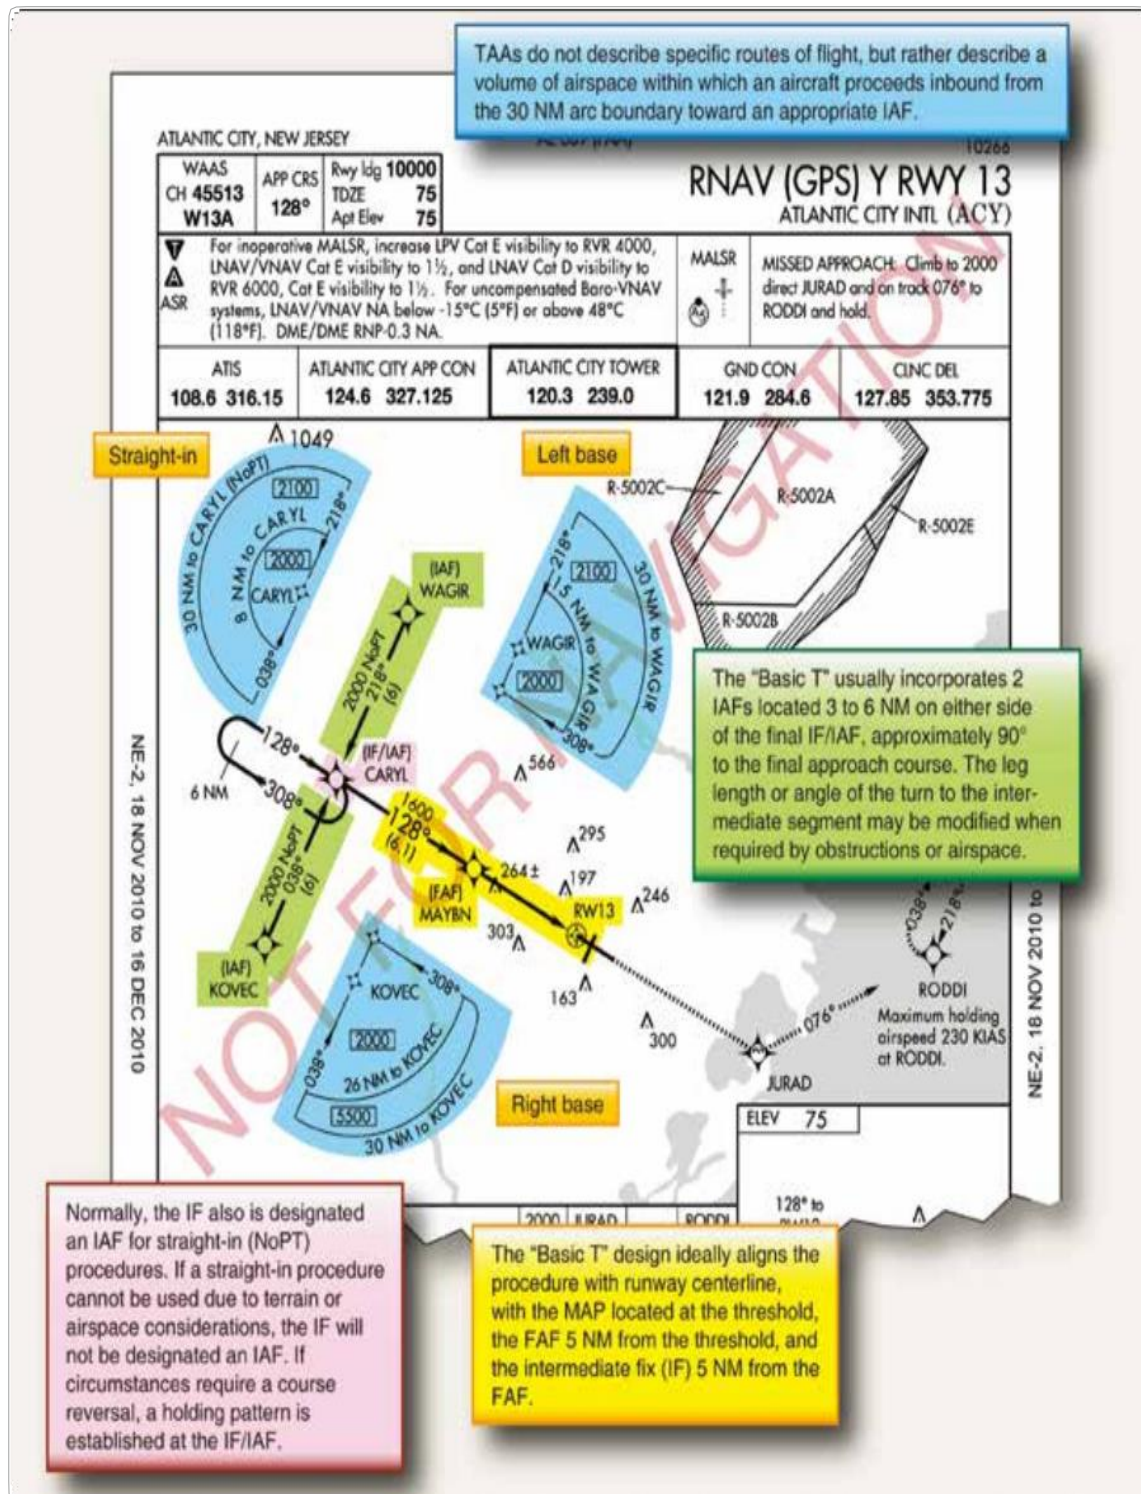 TAAs do not describe specific routes of flight, but rather describe a
volume of airspace within which an aircraft proceeds inbound from
the 30 NM arc boundary toward an appropriate IAF.
ATLANTIC CITY, NEW JERSEY
10266
WAAS
CH 45513
W13A
APP CRS
128°
Rwy ldg 10000
TDZE 75
Apt Elev 75
RNAV (GPS) Y RWY 13
ATLANTIC CITY INTL (ACY)
T
A
ASR
For inoperative MALSR, increase LPV Cat E visibility to RVR 4000,
LNAV/VNAV Cat E visibility to 1½, and LNAV Cat D visibility to
RVR 6000, Cat E visibility to 1½. For uncompensated Baro-VNAV
systems, LNAV/VNAV NA below -15°C (5°F) or above 48°C
(118°F). DME/DME RNP-0.3 NA.
MALSR
MISSED APPROACH: Climb to 2000
direct JURAD and on track 076° to
RODDI and hold.
ATIS
108.6 316.15
ATLANTIC CITY APP CON
124.6 327.125
ATLANTIC CITY TOWER
120.3 239.0
GND CON
121.9 284.6
CLNC DEL
127.85 353.775
NOT FOR NAVIGATION
1049
Straight-in
Left base
30 NM to CARYL (NoPT)
2100
218°
8 NM to CARYL
2000
CARYL
038°
R-5002C
R-5002A
R-5002E
R-5002B
218°
2100
30 NM to WAGIR
15 NM to WAGIR
WAGIR
2000
308°
(IAF)
WAGIR
2000 NoPT
218°
(6)
128°
308°
6 NM
(IF/IAF)
CARYL
The "Basic T" usually incorporates 2
IAFs located 3 to 6 NM on either side
of the final IF/IAF, approximately 90°
to the final approach course. The leg
length or angle of the turn to the inter-
mediate segment may be modified when
required by obstructions or airspace.
566
1600
128°
(6.1)
295
264±
197
246
(FAF)
MAYBN
RW13
303
163
300
2000 NoPT
038°
(6)
(IAF)
KOVEC
KOVEC
308°
2000
038°
26 NM to KOVEC
5500
30 NM to KOVEC
Right base
038°
218°
RODDI
Maximum holding
airspeed 230 KIAS
at RODDI.
076°
JURAD
ELEV 75
128° to
2000 JURAD RODDI
NE-2, 18 NOV 2010 to 16 DEC 2010
NE-2, 18 NOV 2010 to
Normally, the IF also is designated
an IAF for straight-in (NoPT)
procedures. If a straight-in procedure
cannot be used due to terrain or
airspace considerations, the IF will
not be designated an IAF. If
circumstances require a course
reversal, a holding pattern is
established at the IF/IAF.
The "Basic T" design ideally aligns the
procedure with runway centerline,
with the MAP located at the threshold,
the FAF 5 NM from the threshold, and
the intermediate fix (IF) 5 NM from the
FAF.